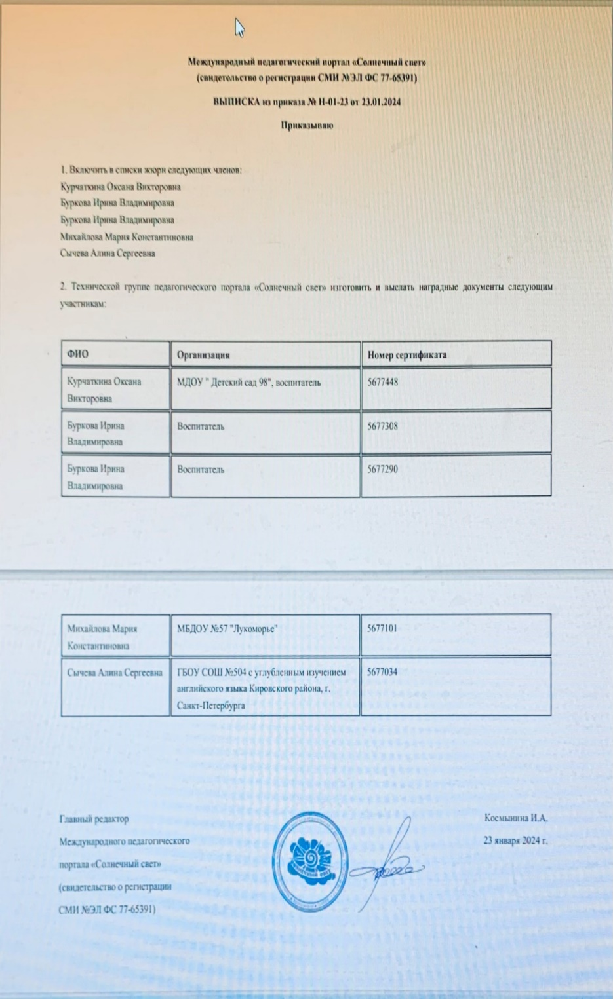 Международный педагогический портал «Солнечный свет»
(свидетельство о регистрации СМИ №ЭЛ ФС 77-65391)
ВЫПИСКА из приказа № Н-01-23 от 23.01.2024
Приказываю
1. Включить в списки жюри следующих членов:
Курчаткина Оксана Викторовна
Буркова Ирина Владимировна
Буркова Ирина Владимировна
Михайлова Мария Константиновна
Сычева Алина Сергеевна
2. Технической группе педагогического портала «Солнечный свет» изготовить и выслать наградные документы следующим
участникам:
ФИО Организация Номер сертификата
Курчаткина Оксана МДОУ " Детский сад 98", воспитатель 5677448
Викторовна
Буркова Ирина Воспитатель 5677308
Владимировна
Буркова Ирина Воспитатель 5677290
Владимировна
Михайлова Мария МБДОУ №57 "Лукоморье" 5677101
Константиновна
Сычева Алина Сергеевна ГБОУ СОШ №504 с углубленным изучением 5677034
английского языка Кировского района, г.
Санкт-Петербурга
Главный редактор Космынина И.А.
Международного педагогического 23 января 2024 г.
портала «Солнечный свет»
(свидетельство о регистрации
СМИ №ЭЛ ФС 77-65391)